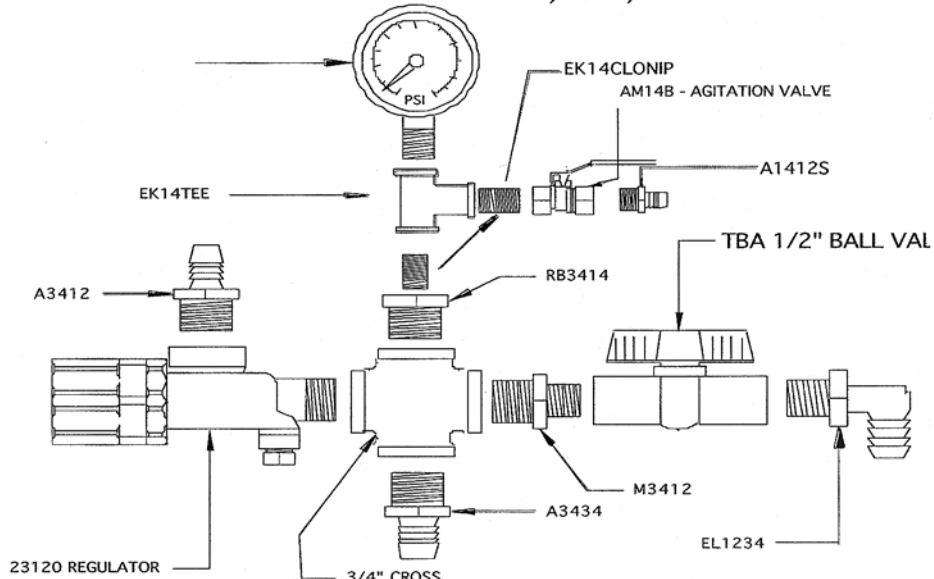 PSI
EK14CLONIP
AM14B - AGITATION VALVE
A1412S
EK14TEE
TBA 1/2" BALL VAL
RB3414
A3412
M3412
A3434
EL1234
23120 REGULATOR
3/4" CROSS